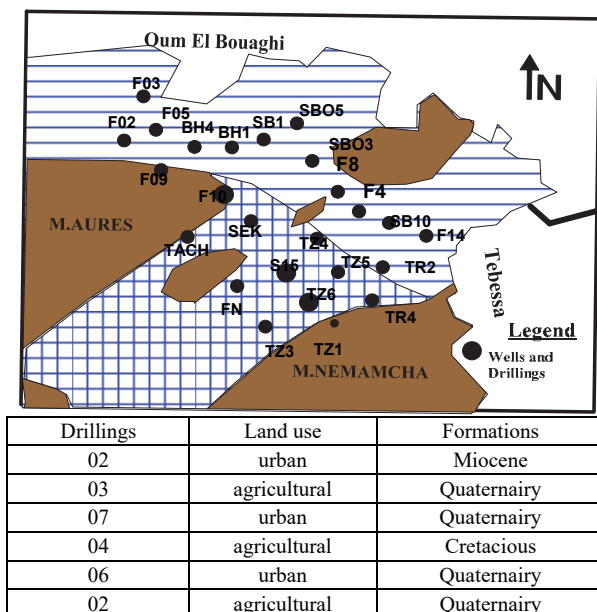 Oum El Bouaghi
N
F03
F05
SBO5
F02
BH4
BH1
SB1
SBO3
F8
F09
F10
F4
M.AURES
SEK
SB10
F14
TACH
TZ4
S15
TZ5
TR2
Tebessa
FN
TZ6
TR4
Legend
TZ3
TZ1
Wells and
Drillings
M.NEMAMCHA
Drillings Land use Formations
02 urban Miocene
03 agricultural Quaternairy
07 urban Quaternairy
04 agricultural Cretacious
06 urban Quaternairy
02 agricultural Quaternairy